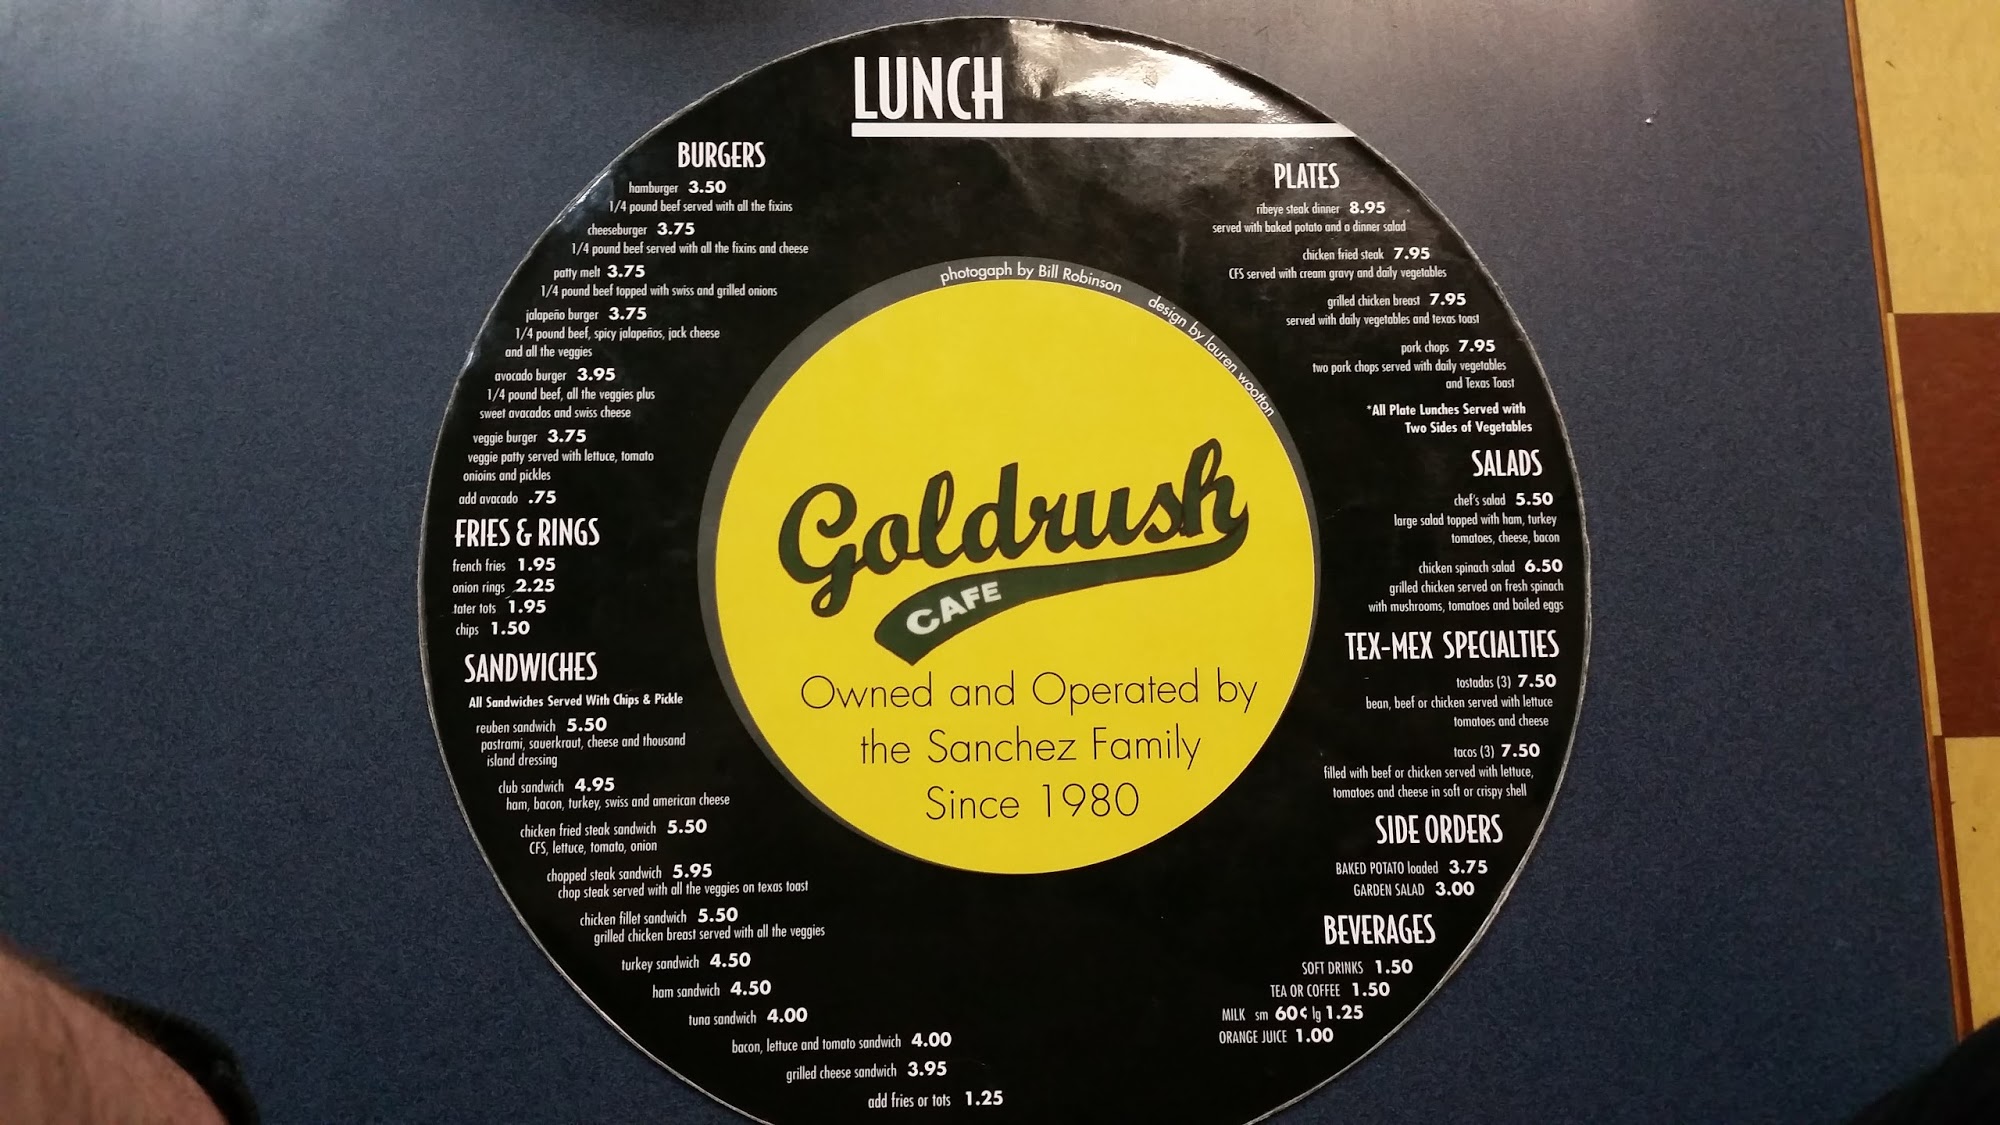 LUNCH
BURGERS
hamburger 3.50
1/4 pound beef served with all the fixins
cheeseburger 3.75
1/4 pound beef served with all the fixins and cheese
patty melt 3.75
1/4 pound beef topped with swiss and grilled onions
jalapeño burger 3.75
1/4 pound beef, spicy jalapeños, jack cheese
and all the veggies
avocado burger 3.95
1/4 pound beef, all the veggies plus
sweet avacados and swiss cheese
veggie burger 3.75
veggie patty served with lettuce, tomato
onioins and pickles
add avacado .75
FRIES & RINGS
french fries 1.95
onion rings 2.25
tater tots 1.95
chips 1.50
SANDWICHES
All Sandwiches Served With Chips & Pickle
reuben sandwich 5.50
pastrami, sauerkraut, cheese and thousand
island dressing
club sandwich 4.95
ham, bacon, turkey, swiss and american cheese
chicken fried steak sandwich 5.50
CFS, lettuce, tomato, onion
chopped steak sandwich 5.95
chop steak served with all the veggies on texas toast
chicken fillet sandwich 5.50
grilled chicken breast served with all the veggies
turkey sandwich 4.50
ham sandwich 4.50
tuna sandwich 4.00
bacon, lettuce and tomato sandwich 4.00
grilled cheese sandwich 3.95
add fries or tots 1.25
photogaph by Bill Robinson design by lauren wootton
Goldrush
CAFE
Owned and Operated by
the Sanchez Family
Since 1980
PLATES
ribeye steak dinner 8.95
served with baked potato and a dinner salad
chicken fried steak 7.95
CFS served with cream gravy and daily vegetables
grilled chicken breast 7.95
served with daily vegetables and texas toast
pork chops 7.95
two pork chops served with daily vegetables
and Texas Toast
*All Plate Lunches Served with
Two Sides of Vegetables
SALADS
chef's salad 5.50
large salad topped with ham, turkey
tomatoes, cheese, bacon
chicken spinach salad 6.50
grilled chicken served on fresh spinach
with mushrooms, tomatoes and boiled eggs
TEX-MEX SPECIALTIES
tostadas (3) 7.50
bean, beef or chicken served with lettuce
tomatoes and cheese
tacos (3) 7.50
filled with beef or chicken served with lettuce,
tomatoes and cheese in soft or crispy shell
SIDE ORDERS
BAKED POTATO loaded 3.75
GARDEN SALAD 3.00
BEVERAGES
SOFT DRINKS 1.50
TEA OR COFFEE 1.50
MILK sm 60¢ lg 1.25
ORANGE JUICE 1.00